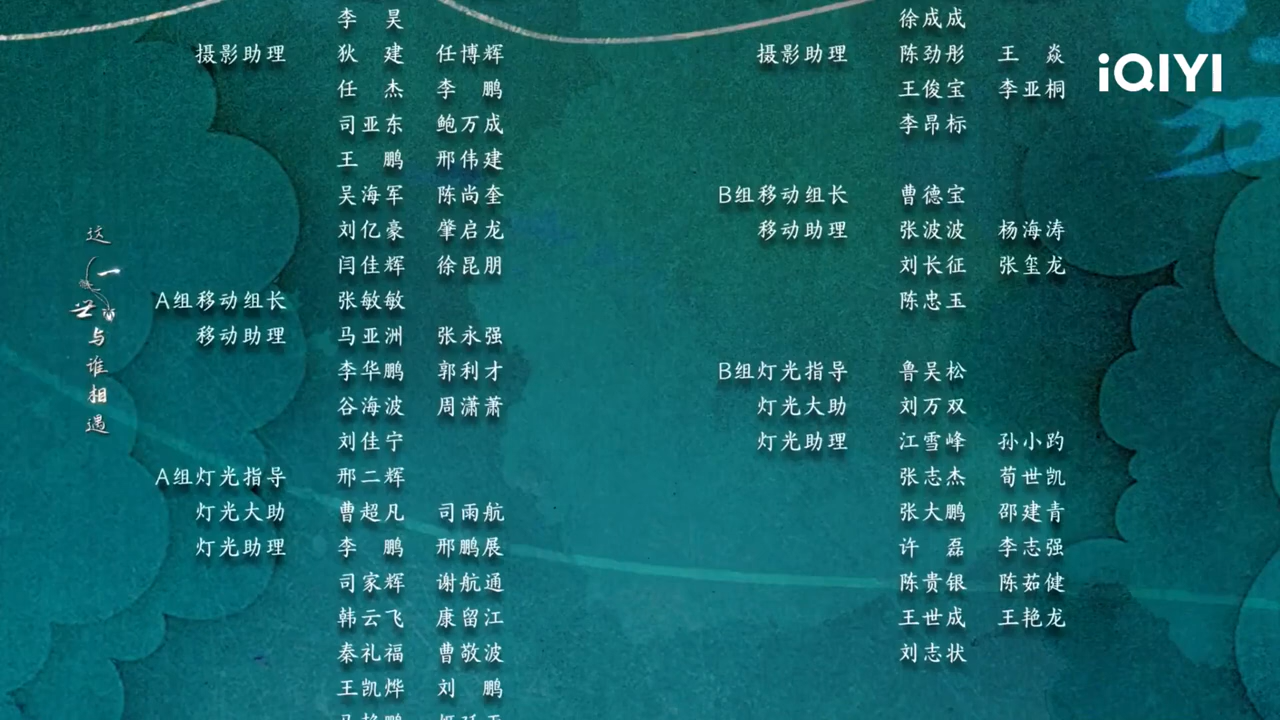 iQIYI
这一世与谁相遇
李 昊
摄影助理 狄 建 任博辉
任 杰 李 鹏
司亚东 鲍万成
王 鹏 邢伟建
吴海军 陈尚奎
刘亿豪 肇启龙
闫佳辉 徐昆朋
A组移动组长 张敏敏
移动助理 马亚洲 张永强
李华鹏 郭利才
谷海波 周潇萧
刘佳宁
A组灯光指导 邢二辉
灯光大助 曹超凡 司雨航
灯光助理 李 鹏 邢鹏展
司家辉 谢航通
韩云飞 康留江
秦礼福 曹敬波
王凯烨 刘 鹏
徐成成
摄影助理 陈劲彤 王 焱
王俊宝 李亚桐
李昂标
B组移动组长 曹德宝
移动助理 张波波 杨海涛
刘长征 张玺龙
陈忠玉
B组灯光指导 鲁吴松
灯光大助 刘万双
灯光助理 江雪峰 孙小趵
张志杰 荀世凯
张大鹏 邵建青
许 磊 李志强
陈贵银 陈茹健
王世成 王艳龙
刘志状